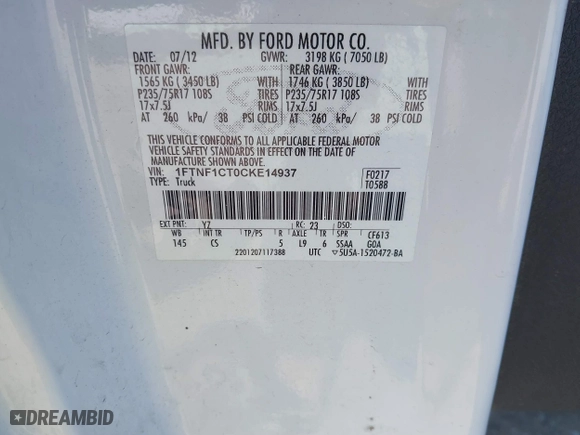 MFD. BY FORD MOTOR CO.
DATE: 07/12 GVWR: 3198 KG ( 7050 LB)
FRONT GAWR: REAR GAWR:
1565 KG ( 3450 LB) WITH 1746 KG ( 3850 LB) WITH
P235/75R17 108S TIRES P235/75R17 108S TIRES
17x7.5J RIMS 17x7.5J RIMS
AT 260 kPa/ 38 PSI COLD AT 260 kPa/ 38 PSI COLD
THIS VEHICLE CONFORMS TO ALL APPLICABLE FEDERAL MOTOR
VEHICLE SAFETY STANDARDS IN EFFECT ON THE DATE OF
MANUFACTURE SHOWN ABOVE.
VIN: 1FTNF1CT0CKE14937 F0217
TYPE: Truck T05BB
EXT PNT: YZ RC: 23 DSO:
WB INT TR TP/PS R AXLE TR SPR CF613
145 CS 5 L9 6 SSAA GOA
2201207117388 UTC ▽5U5A-1520472-BA
DREAMBID